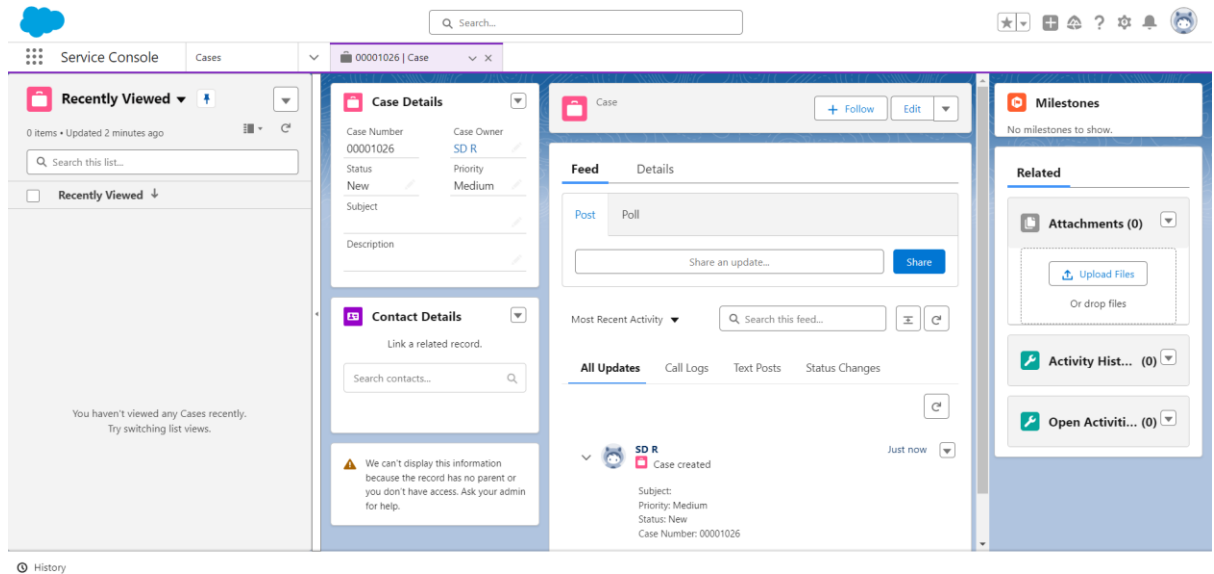 Search...
Service Console
Cases
00001026 | Case
Recently Viewed
0 items • Updated 2 minutes ago
Search this list...
Recently Viewed
You haven't viewed any Cases recently.
Try switching list views.
Case Details
Case Number
Case Owner
00001026
SD R
Status
Priority
New
Medium
Subject
Description
Contact Details
Link a related record.
Search contacts...
We can't display this information
because the record has no parent or
you don't have access. Ask your admin
for help.
Case
+ Follow
Edit
Feed
Details
Post
Poll
Share an update...
Share
Most Recent Activity
Search this feed...
All Updates
Call Logs
Text Posts
Status Changes
SD R
Just now
Case created
Subject:
Priority: Medium
Status: New
Case Number: 00001026
Milestones
No milestones to show.
Related
Attachments (0)
Upload Files
Or drop files
Activity Hist... (0)
Open Activiti... (0)
History